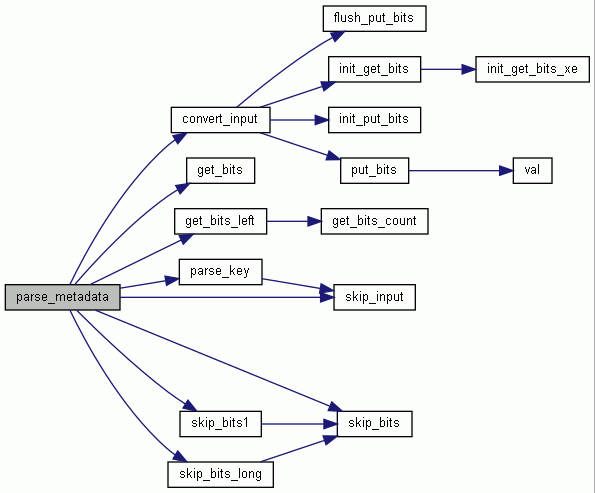 flush_put_bits
init_get_bits
init_get_bits_xe
convert_input
init_put_bits
get_bits
put_bits
val
get_bits_left
get_bits_count
parse_key
parse_metadata
skip_input
skip_bits1
skip_bits
skip_bits_long